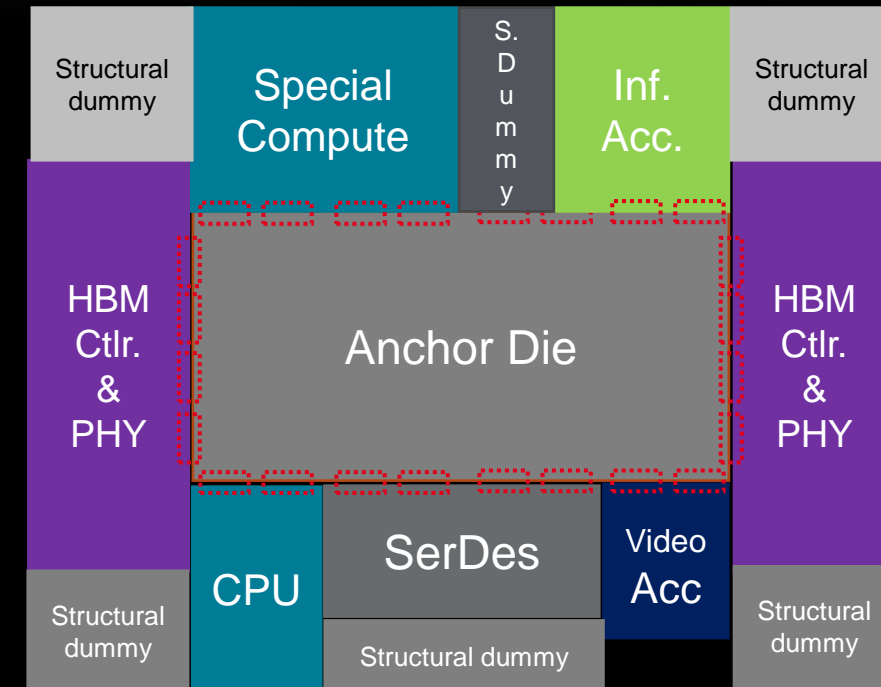 Structural
dummy
Special
Compute
S.
D
u
m
m
y
Inf.
Acc.
Structural
dummy
HBM
Ctlr.
&
PHY
Anchor Die
HBM
Ctlr.
&
PHY
CPU
SerDes
Video
Acc
Structural
dummy
Structural dummy
Structural
dummy